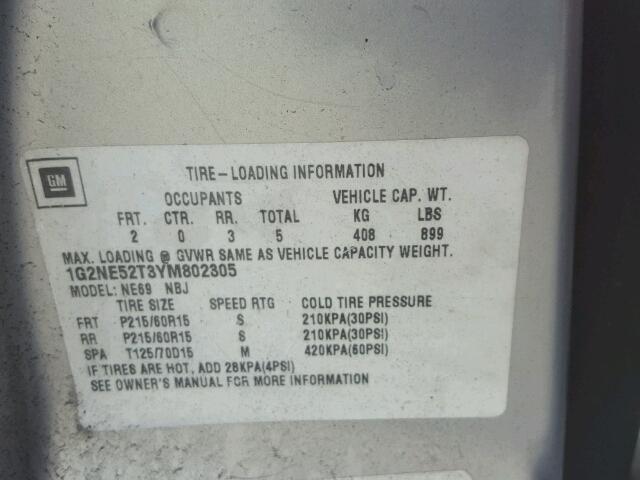 GM
TIRE-LOADING INFORMATION
OCCUPANTS VEHICLE CAP. WT.
FRT. CTR. RR. TOTAL KG LBS
2 0 3 5 408 899
MAX. LOADING @ GVWR SAME AS VEHICLE CAPACITY WEIGHT.
1G2NE52T3YM802305
MODEL: NE69 NBJ
TIRE SIZE SPEED RTG COLD TIRE PRESSURE
FRT P215/60R15 S 210KPA(30PSI)
RR P215/60R15 S 210KPA(30PSI)
SPA T125/70D15 M 420KPA(60PSI)
IF TIRES ARE HOT, ADD 28KPA(4PSI)
SEE OWNER'S MANUAL FOR MORE INFORMATION